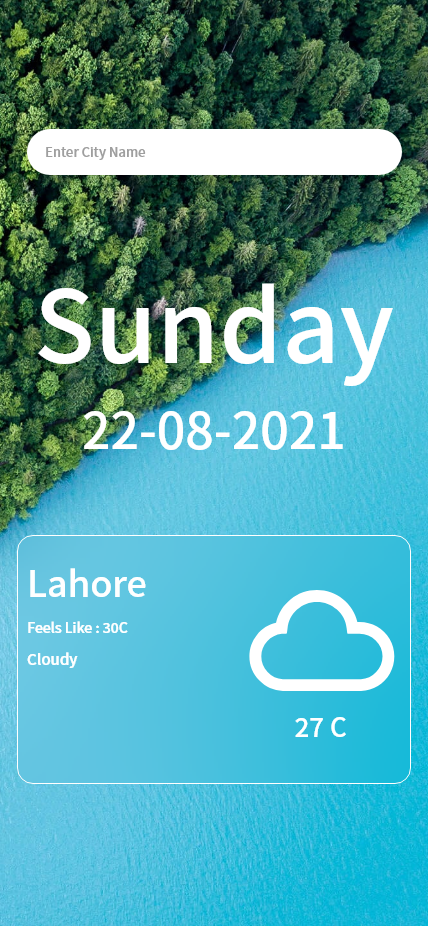 Enter City Name
Sunday
22-08-2021
Lahore
Feels Like : 30C
Cloudy
27 C